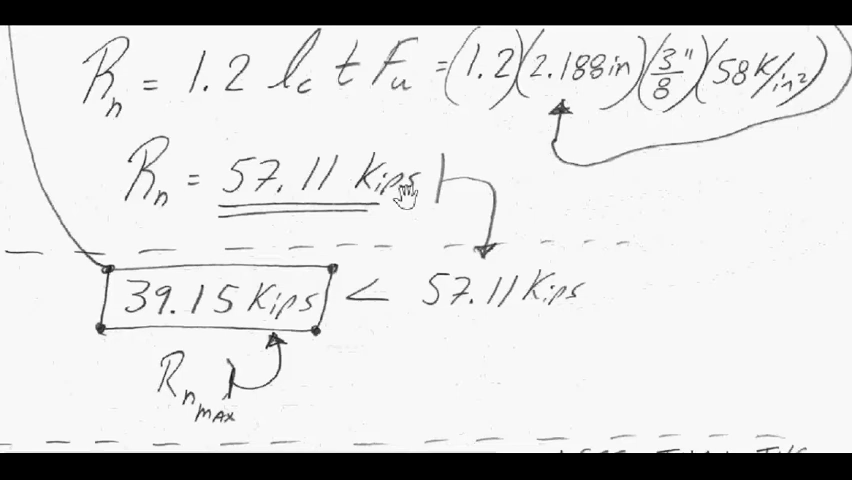 Rn = 1.2 lc t Fu = (1.2)(2.188in)(3/8")(58K/in²)
Rn = 57.11 Kips
39.15 Kips < 57.11 Kips
RnMAX